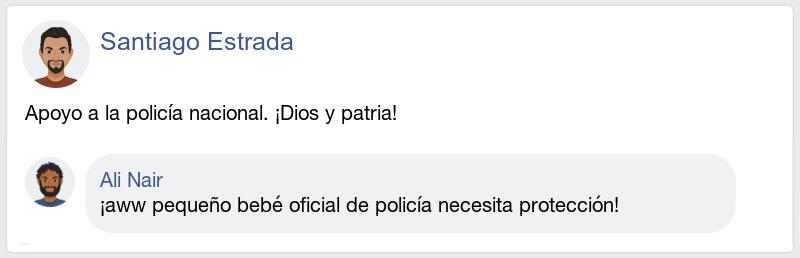 Santiago Estrada
Apoyo a la policía nacional. ¡Dios y patria!
Ali Nair
¡aww pequeño bebé oficial de policía necesita protección!